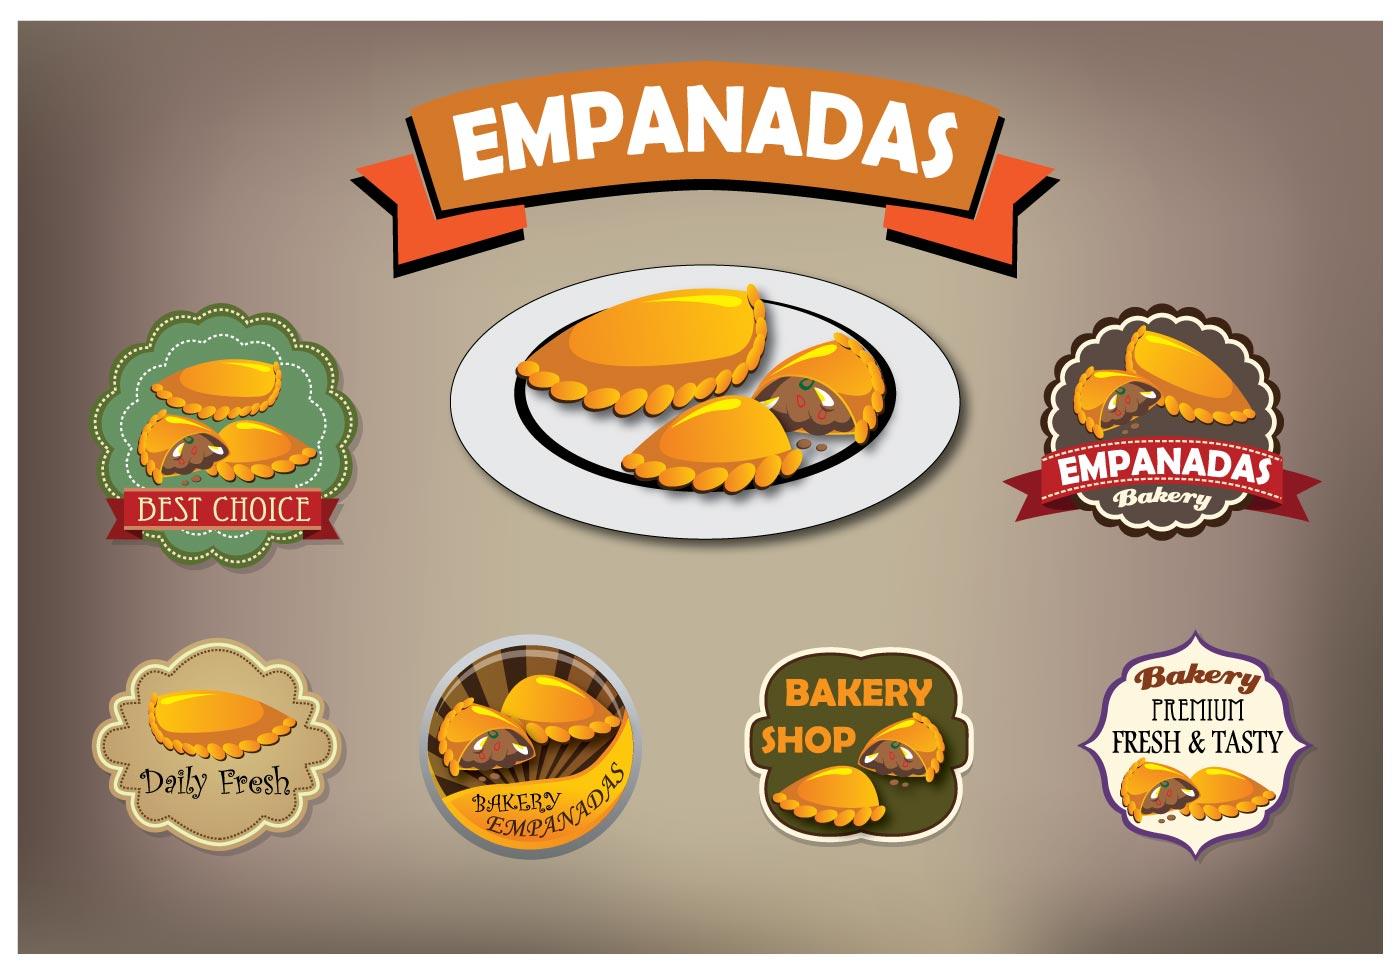 EMPANADAS
BEST CHOICE
EMPANADAS
Bakery
Daily Fresh
BAKERY
EMPANADAS
BAKERY
SHOP
Bakery
PREMIUM
FRESH & TASTY